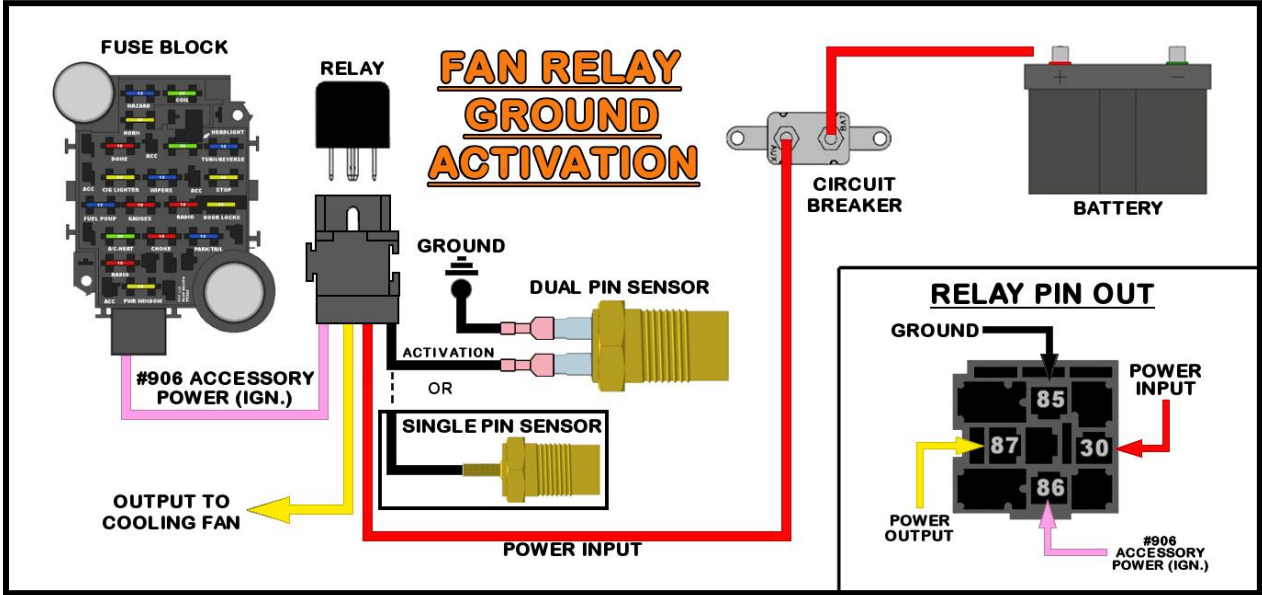 FUSE BLOCK
HAZARD
COIL
HORN
HEADLIGHT
DOME
ACC
TURN/REVERSE
ACC
CIG LIGHTER
WIPERS
ACC
STOP
FUEL PUMP
GAUGES
RADIO
DOOR LOCKS
A/C-HEAT
CHOKE
PARK/TAIL
RADIO
ACC
PWR WINDOW
RELAY
FAN RELAY
GROUND
ACTIVATION
BAT
AUX
CIRCUIT
BREAKER
+
−
BATTERY
GROUND
DUAL PIN SENSOR
ACTIVATION
OR
SINGLE PIN SENSOR
#906 ACCESSORY
POWER (IGN.)
OUTPUT TO
COOLING FAN
POWER INPUT
RELAY PIN OUT
GROUND
POWER
INPUT
85
87
30
86
POWER
OUTPUT
#906
ACCESSORY
POWER (IGN.)